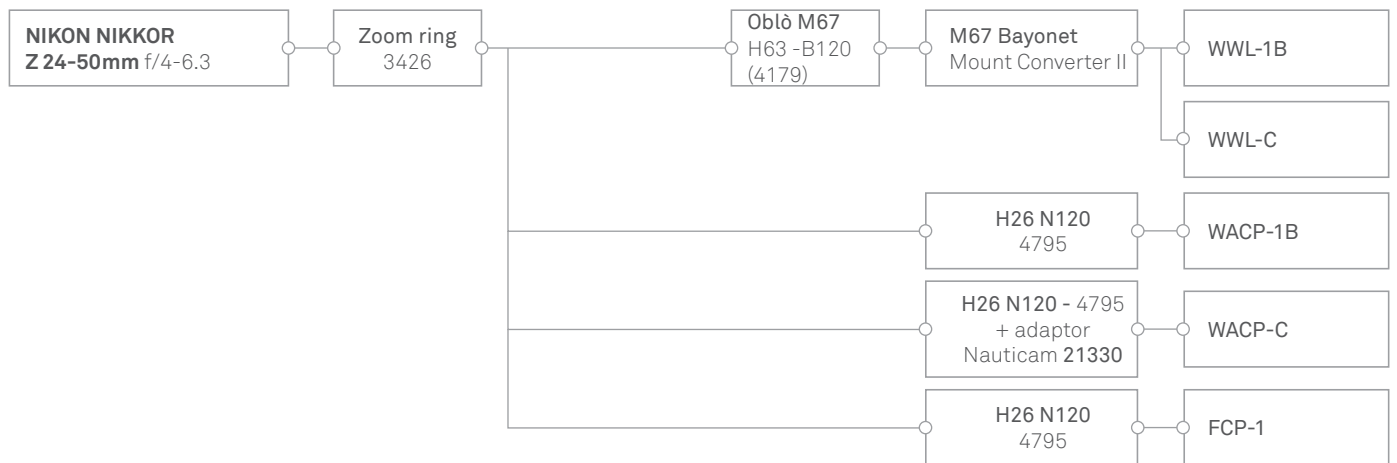 NIKON NIKKOR
Z 24-50mm f/4-6.3
Zoom ring
3426
Oblò M67
H63 -B120
(4179)
M67 Bayonet
Mount Converter II
WWL-1B
WWL-C
H26 N120
4795
WACP-1B
H26 N120 - 4795
+ adaptor
Nauticam 21330
WACP-C
H26 N120
4795
FCP-1